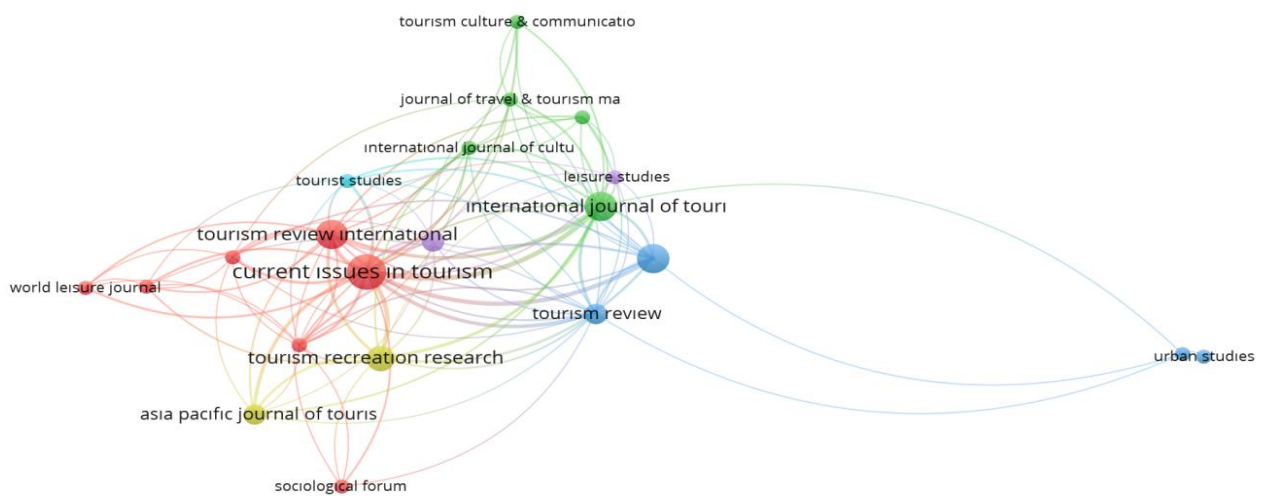 tourism culture & communicatio
journal of travel & tourism ma
international journal of cultu
leisure studies
tourist studies
international journal of touri
tourism review international
current issues in tourism
world leisure journal
tourism review
urban studies
tourism recreation research
asia pacific journal of touris
sociological forum